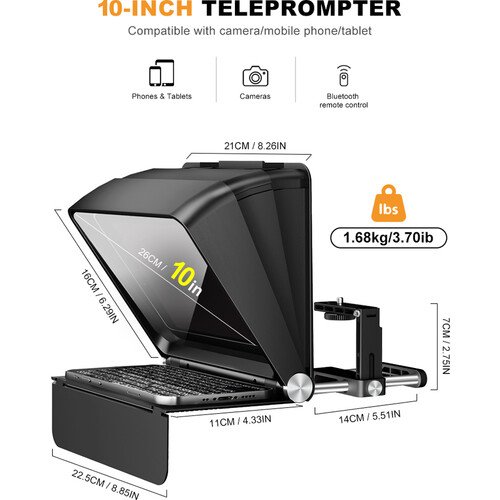 10-INCH TELEPROMPTER
Compatible with camera/mobile phone/tablet
Phones & Tablets
Cameras
Bluetooth
remote control
21CM / 8.26IN
lbs
1.68kg/3.70ib
26CM /
10in
16CM / 6.29IN
7CM / 2.75IN
11CM / 4.33IN
14CM / 5.51IN
22.5CM / 8.85IN